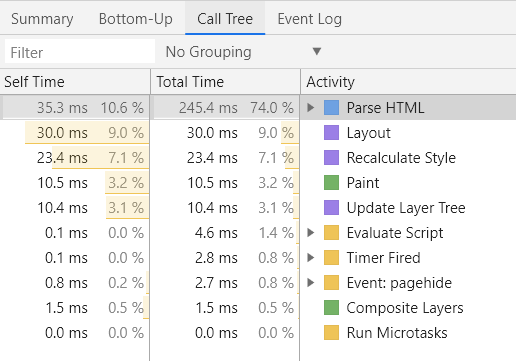 Summary Bottom-Up Call Tree Event Log
Filter No Grouping ▼
Self Time Total Time Activity
35.3 ms 10.6 % 245.4 ms 74.0 % Parse HTML
30.0 ms 9.0 % 30.0 ms 9.0 % Layout
23.4 ms 7.1 % 23.4 ms 7.1 % Recalculate Style
10.5 ms 3.2 % 10.5 ms 3.2 % Paint
10.4 ms 3.1 % 10.4 ms 3.1 % Update Layer Tree
0.1 ms 0.0 % 4.6 ms 1.4 % Evaluate Script
0.1 ms 0.0 % 2.8 ms 0.8 % Timer Fired
0.8 ms 0.2 % 2.7 ms 0.8 % Event: pagehide
1.5 ms 0.5 % 1.5 ms 0.5 % Composite Layers
0.0 ms 0.0 % 0.0 ms 0.0 % Run Microtasks